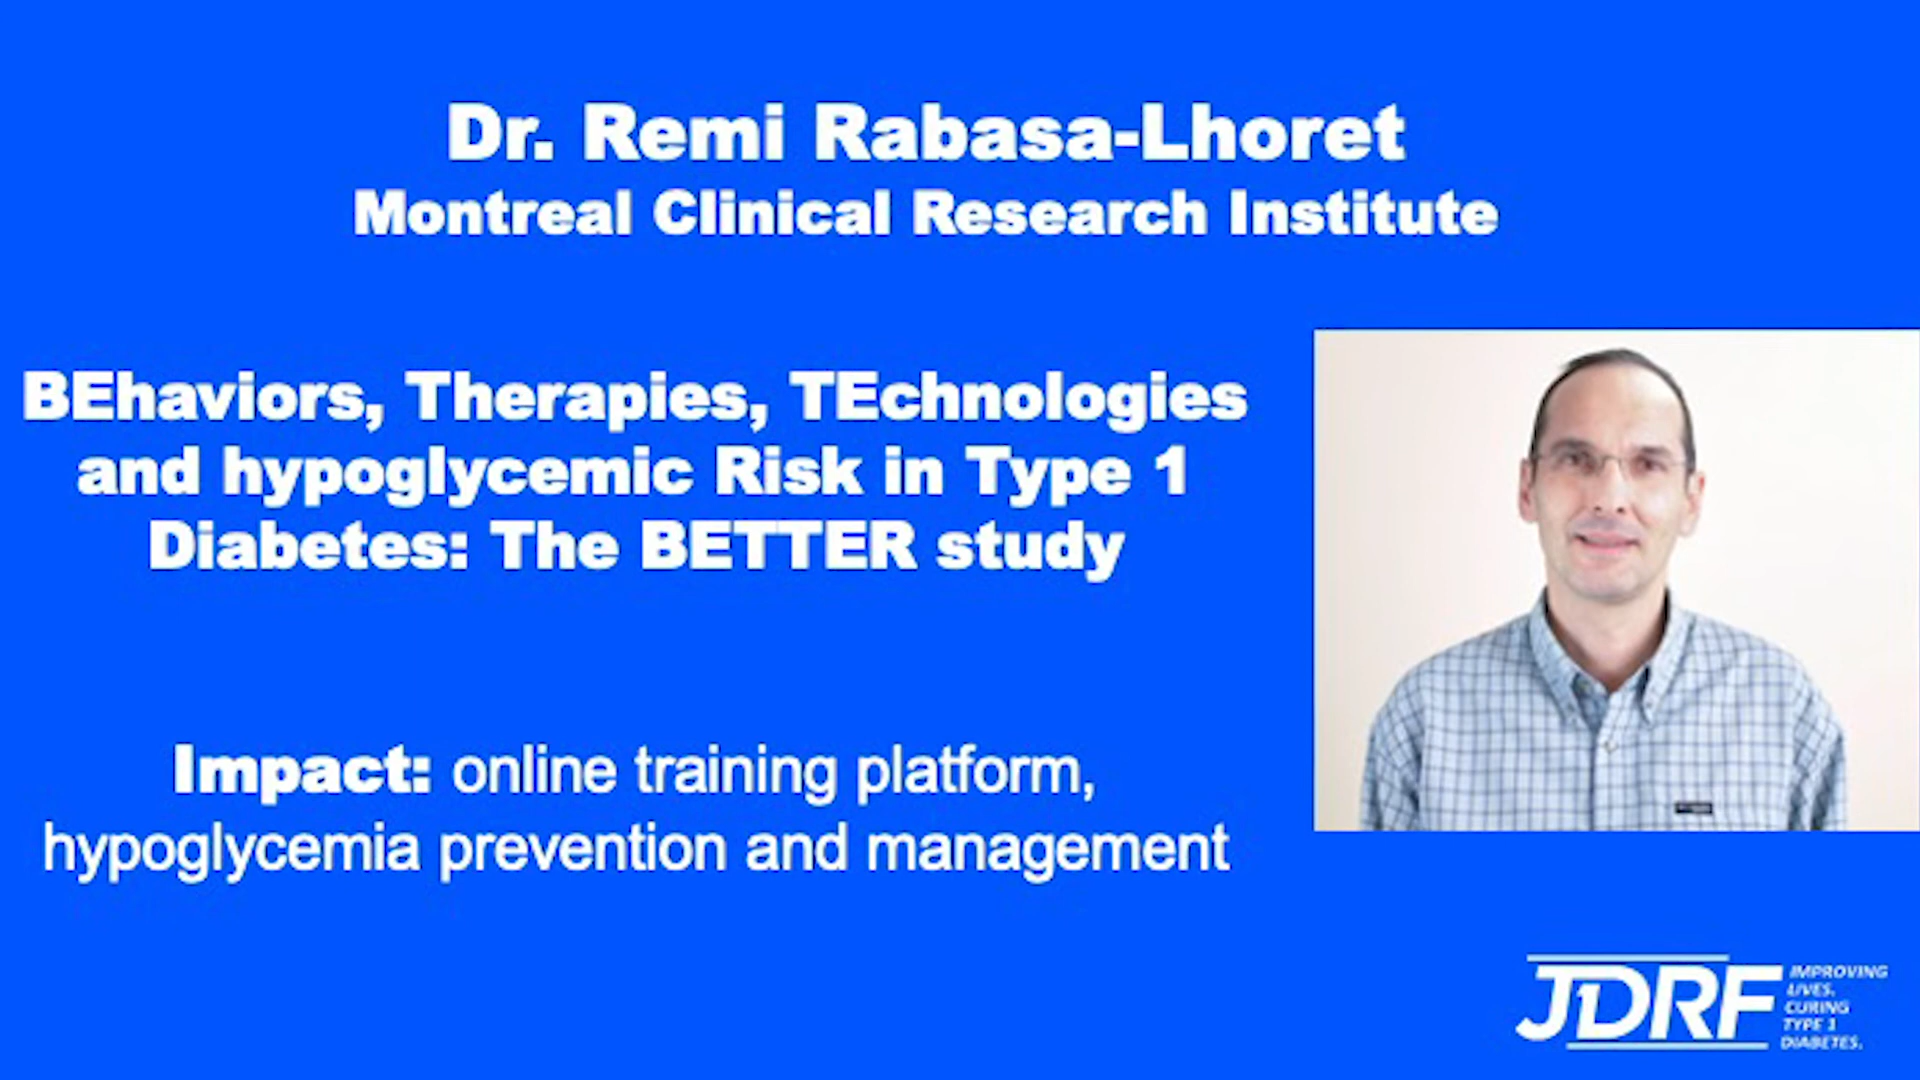 Dr. Remi Rabasa-Lhoret
Montreal Clinical Research Institute
BEhaviors, Therapies, TEchnologies
and hypoglycemic Risk in Type 1
Diabetes: The BETTER study
Impact: online training platform,
hypoglycemia prevention and management
JDRF
IMPROVING
LIVES.
CURING
TYPE 1
DIABETES.